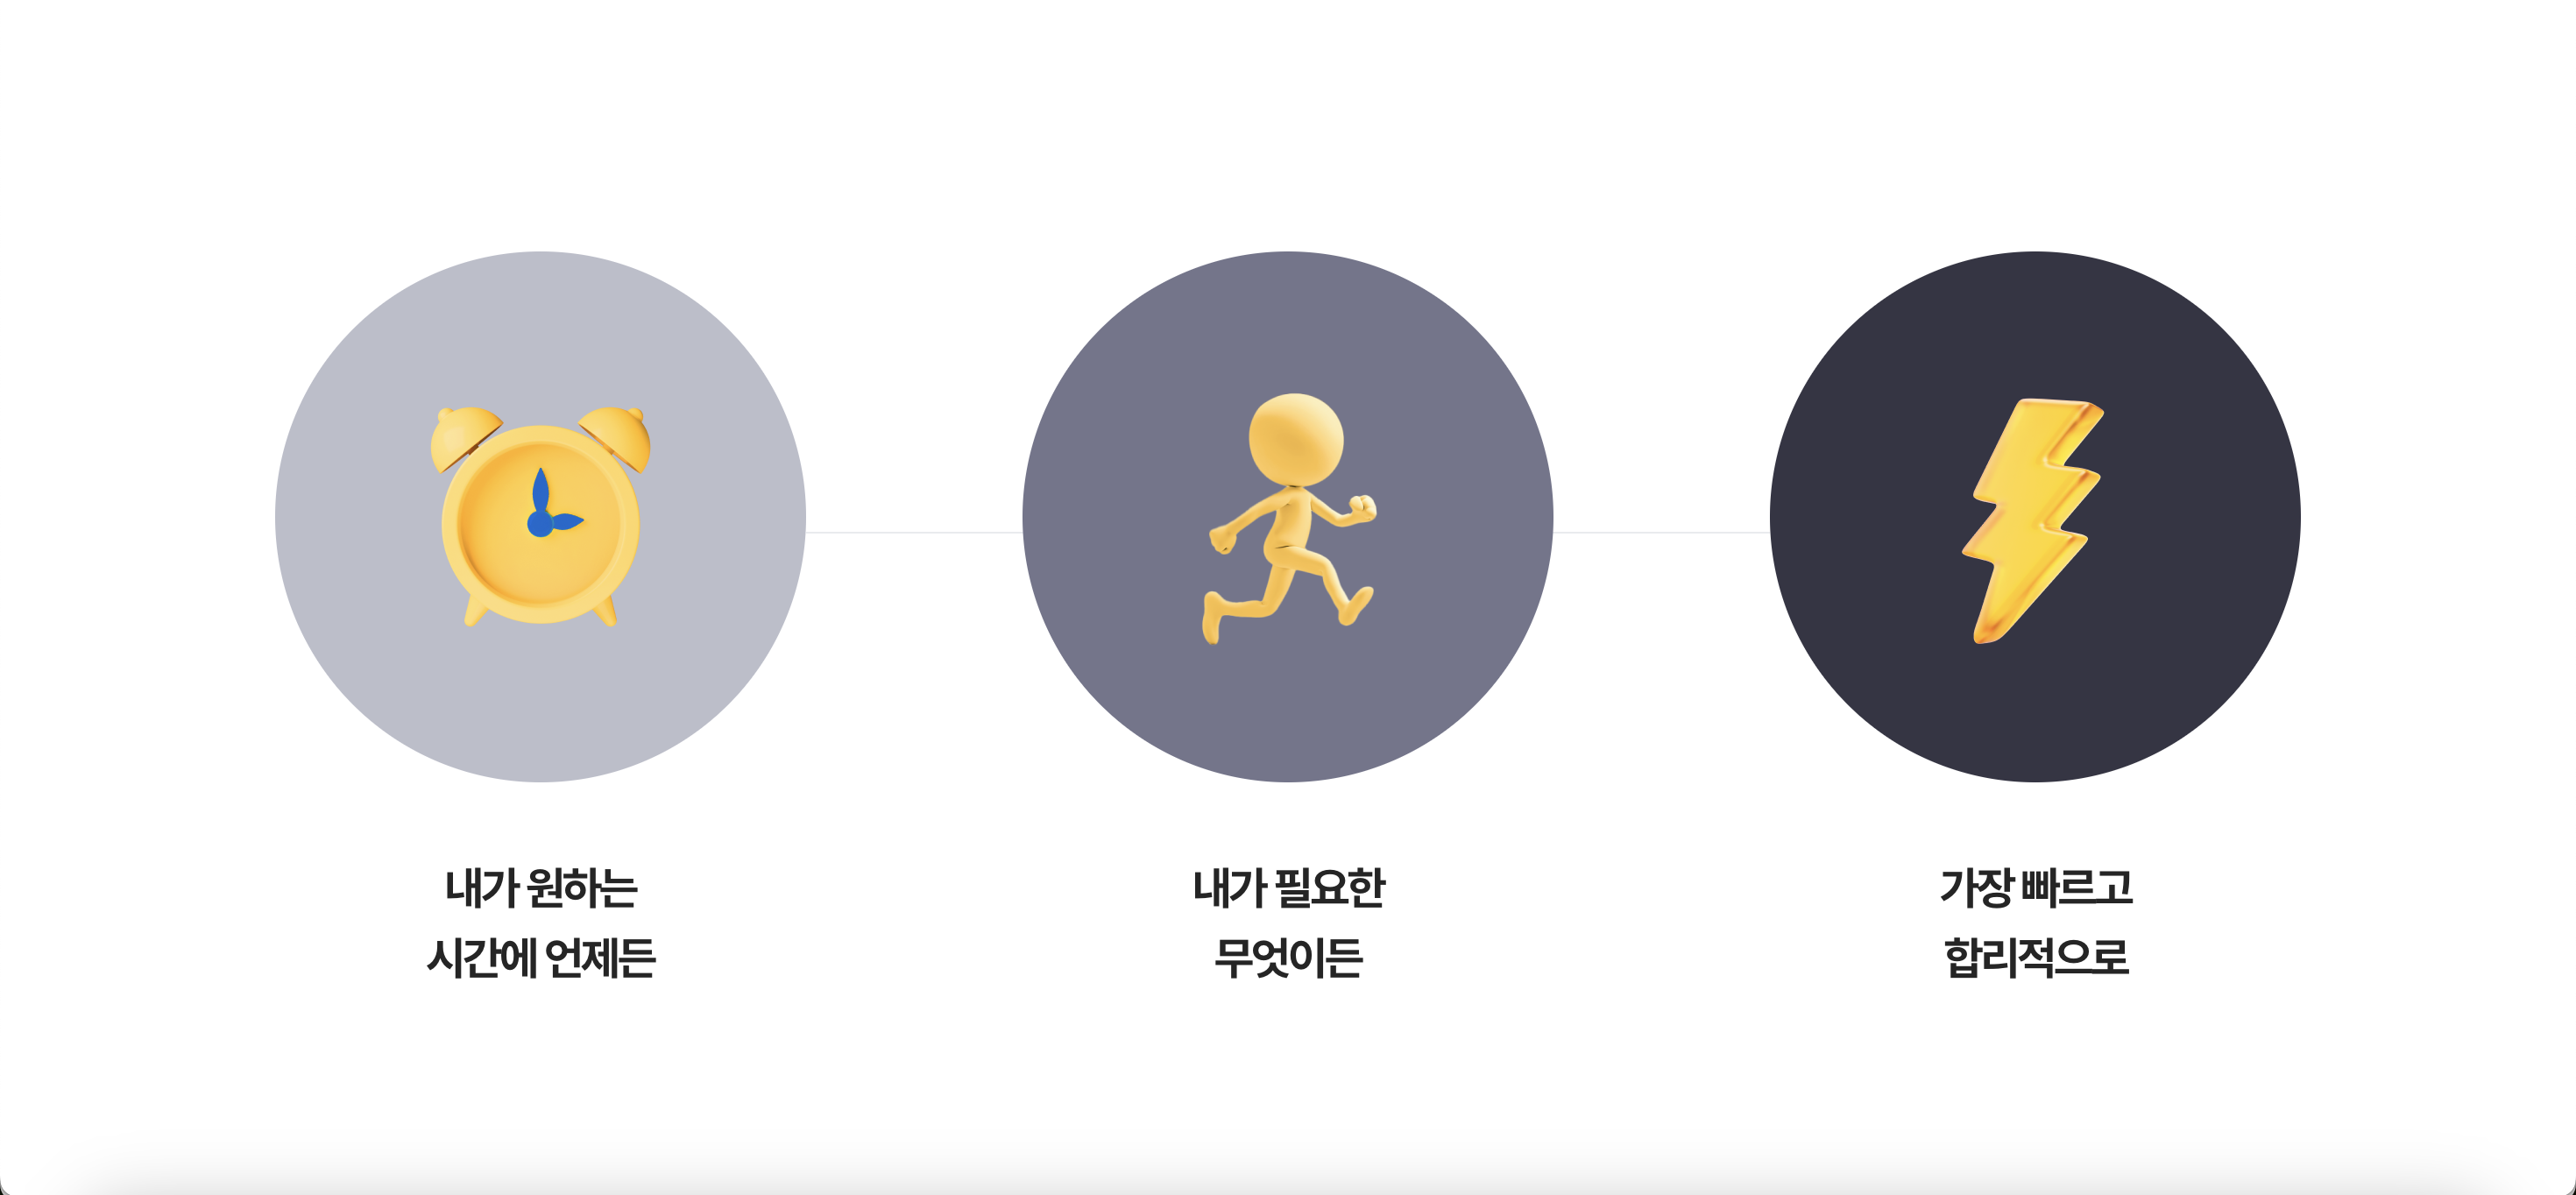 내가 원하는
시간에 언제든
내가 필요한
무엇이든
가장 빠르고
합리적으로